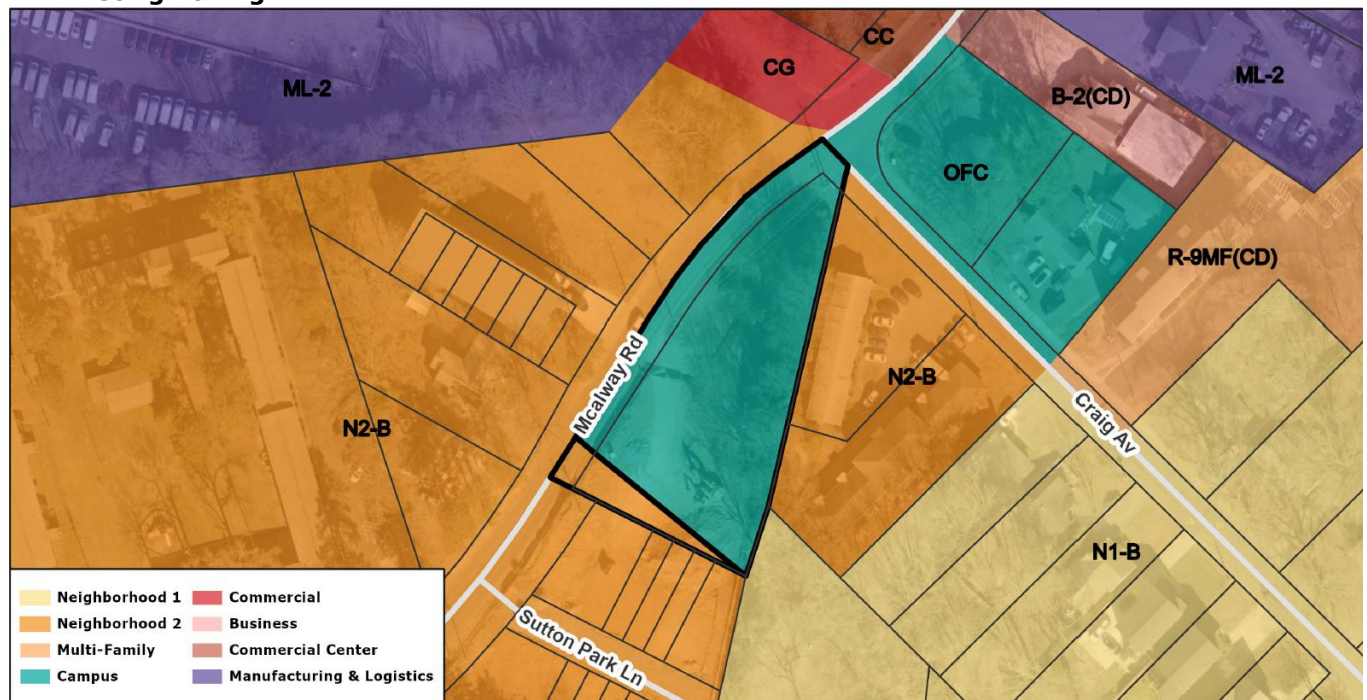 ML-2
CG
CC
B-2(CD)
ML-2
OFC
R-9MF(CD)
Mcalway Rd
N2-B
N2-B
Craig Av
N1-B
Sutton Park Ln
Neighborhood 1
Neighborhood 2
Multi-Family
Campus
Commercial
Business
Commercial Center
Manufacturing & Logistics